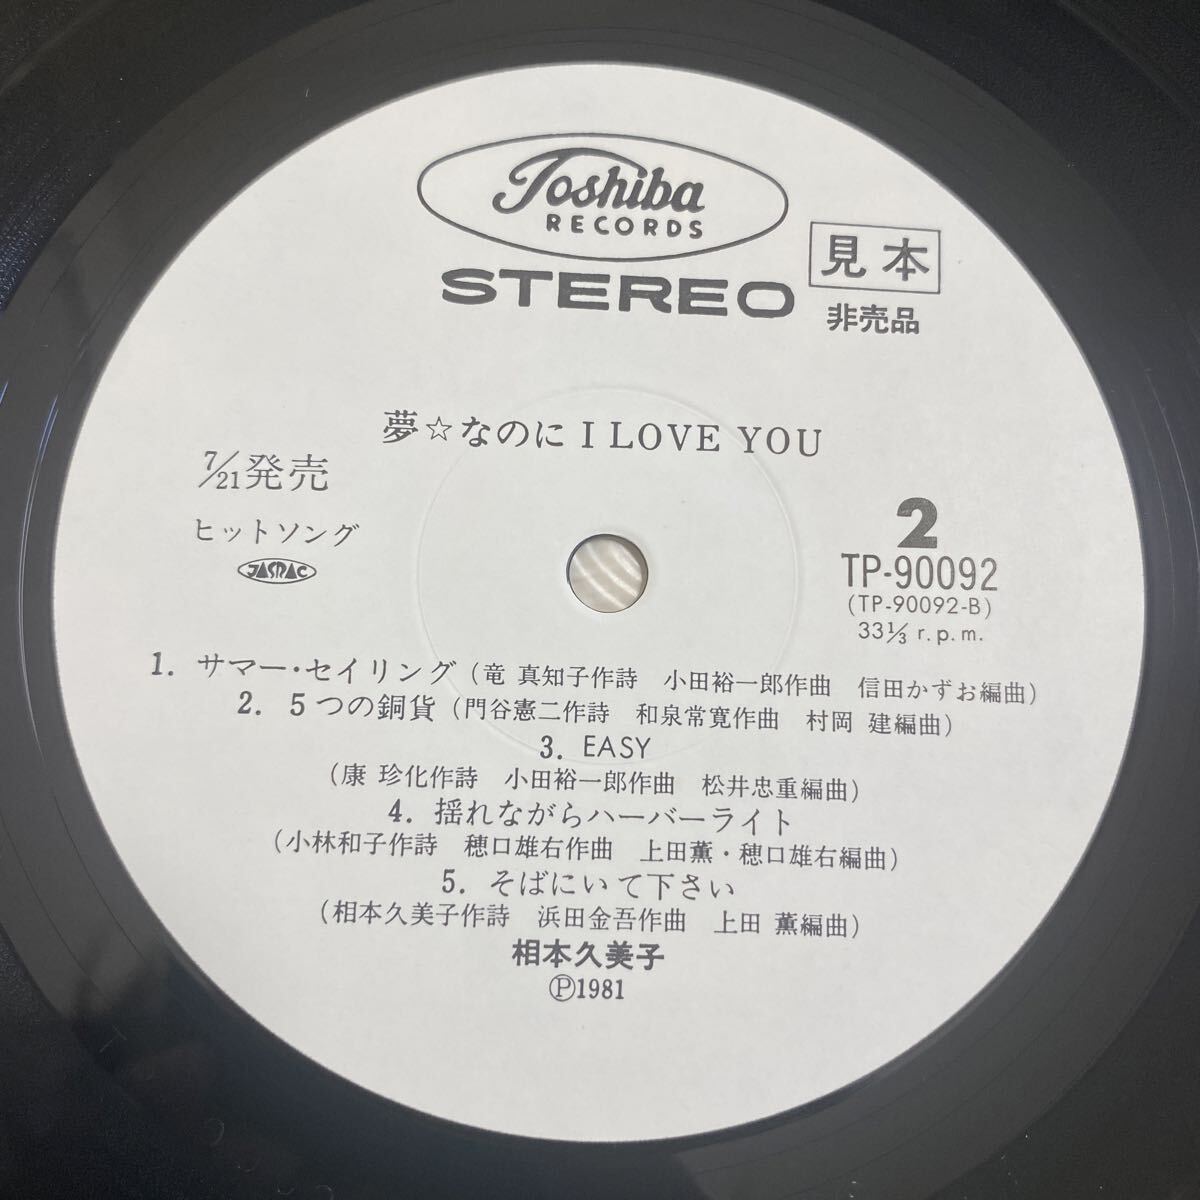 Toshiba
RECORDS
STEREO
見本
非売品
夢☆なのに I LOVE YOU
7/21発売
ヒットソング
JASRAC
2
TP-90092
(TP-90092-B)
33⅓ r.p.m.
1. サマー・セイリング (竜 真知子作詩 小田裕一郎作曲 信田かずお編曲)
2. 5つの銅貨 (門谷憲二作詩 和泉常寛作曲 村岡 建編曲)
3. EASY
(康 珍化作詩 小田裕一郎作曲 松井忠重編曲)
4. 揺れながらハーバーライト
(小林和子作詩 穂口雄右作曲 上田薫・穂口雄右編曲)
5. そばにいて下さい
(相本久美子作詩 浜田金吾作曲 上田 薫編曲)
相本久美子
Ⓟ1981